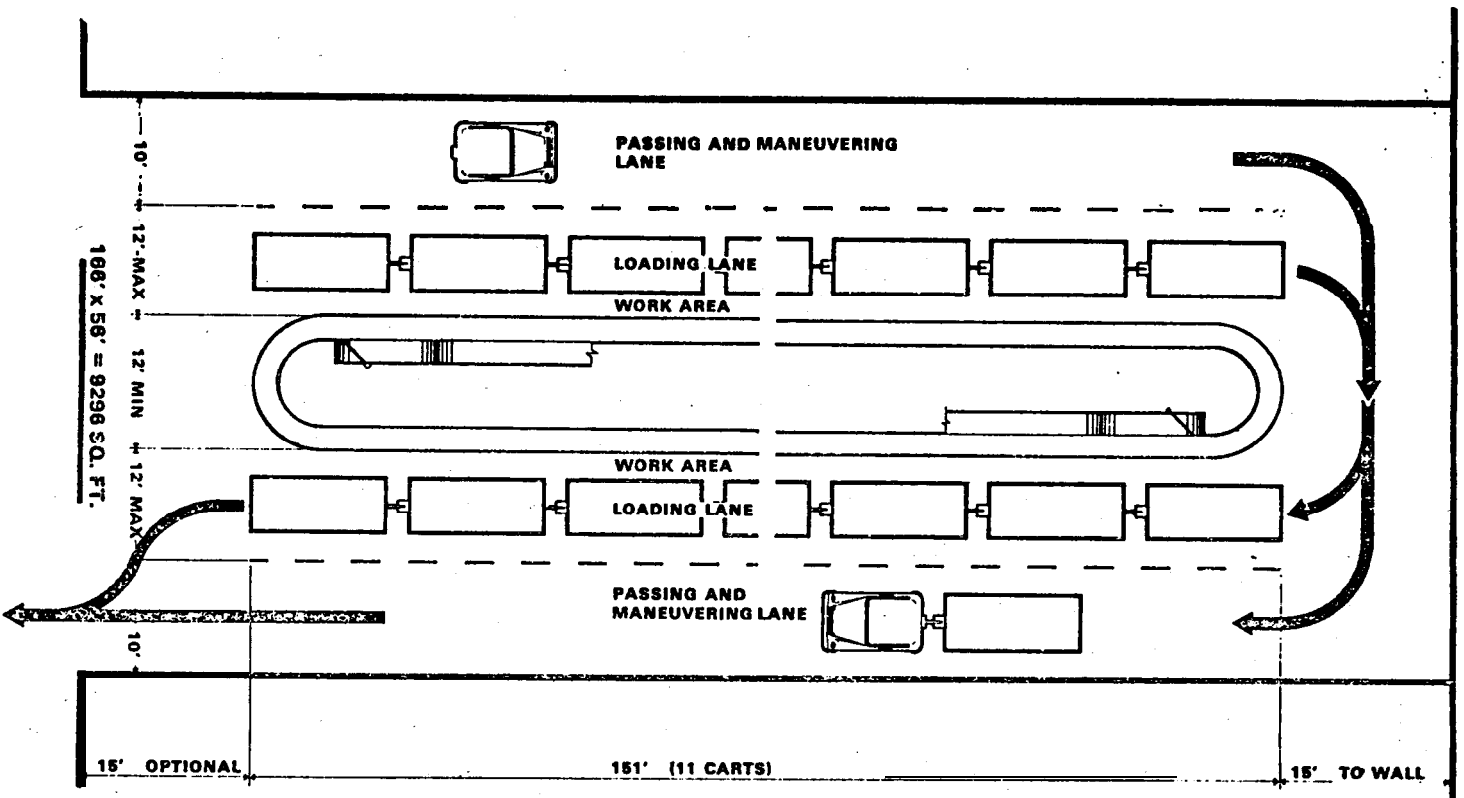 PASSING AND MANEUVERING
LANE
10'
12'-MAX
LOADING LANE
WORK AREA
12' MIN
166' x 56' = 9296 SQ. FT.
WORK AREA
12' MAX
LOADING LANE
PASSING AND
MANEUVERING LANE
10'
15' OPTIONAL
151' (11 CARTS)
15' TO WALL